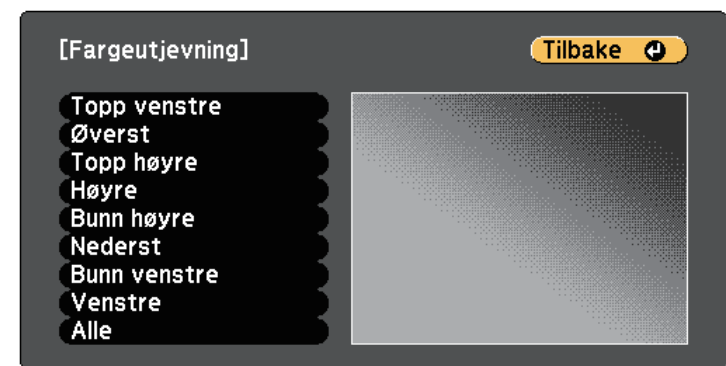 [Fargeutjevning]
Tilbake
Topp venstre
Øverst
Topp høyre
Høyre
Bunn høyre
Nederst
Bunn venstre
Venstre
Alle